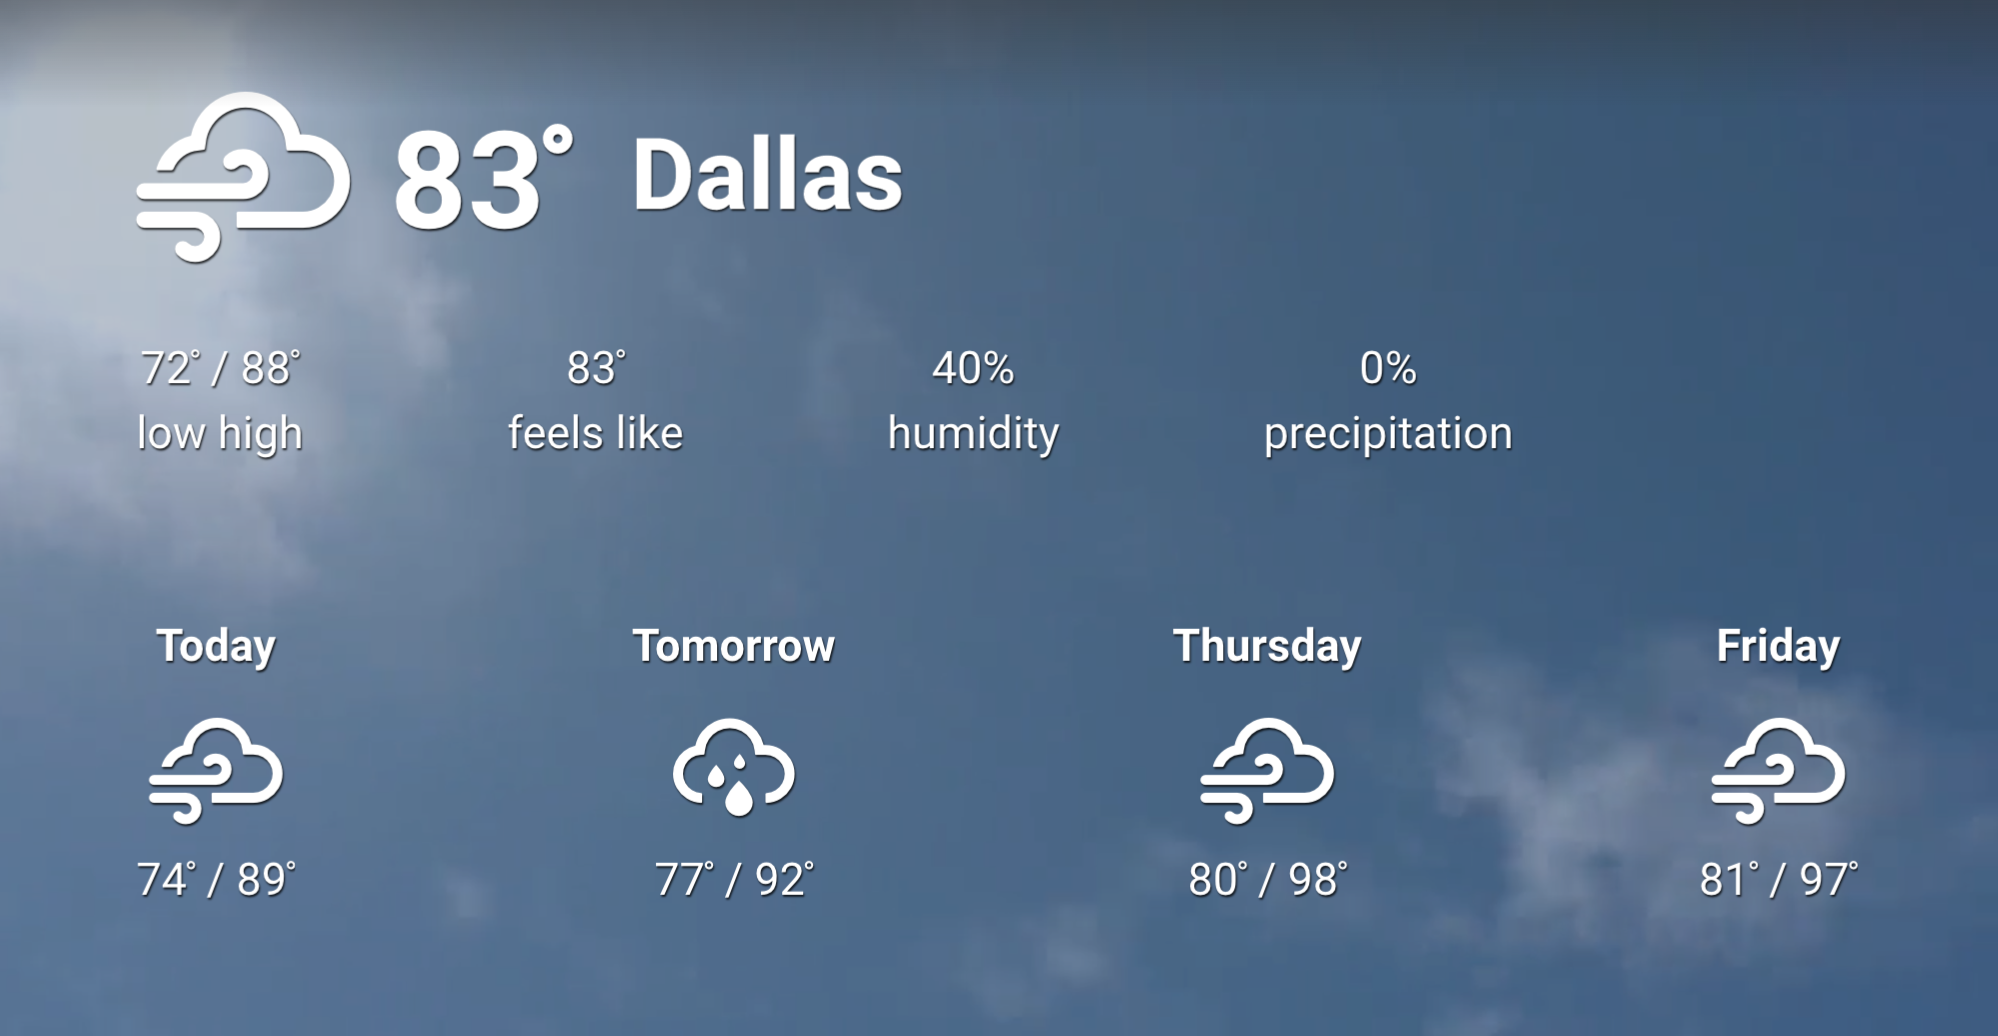 83° Dallas
72° / 88° 83° 40% 0%
low high feels like humidity precipitation
Today Tomorrow Thursday Friday
74° / 89° 77° / 92° 80° / 98° 81° / 97°